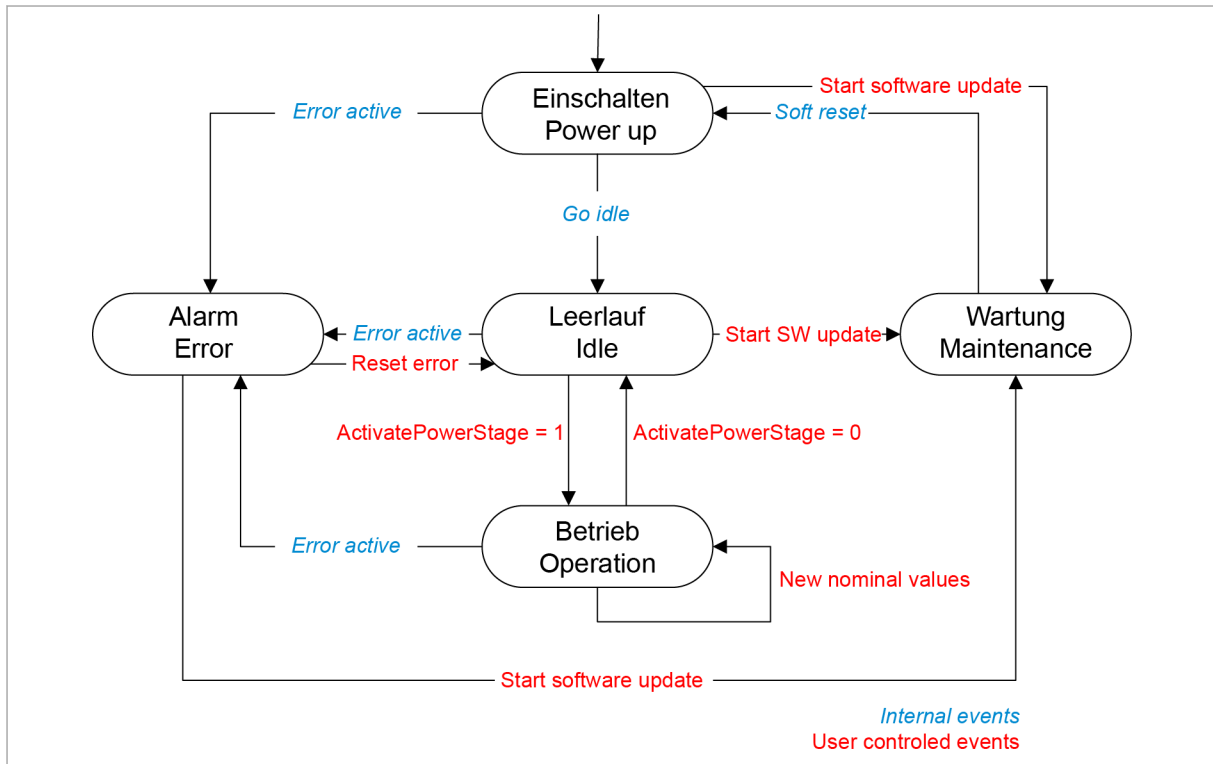 Einschalten
Power up
Start software update
Error active
Soft reset
Go idle
Alarm
Error
Error active
Reset error
Leerlauf
Idle
Start SW update
Wartung
Maintenance
ActivatePowerStage = 1
ActivatePowerStage = 0
Error active
Betrieb
Operation
New nominal values
Start software update
Internal events
User controled events